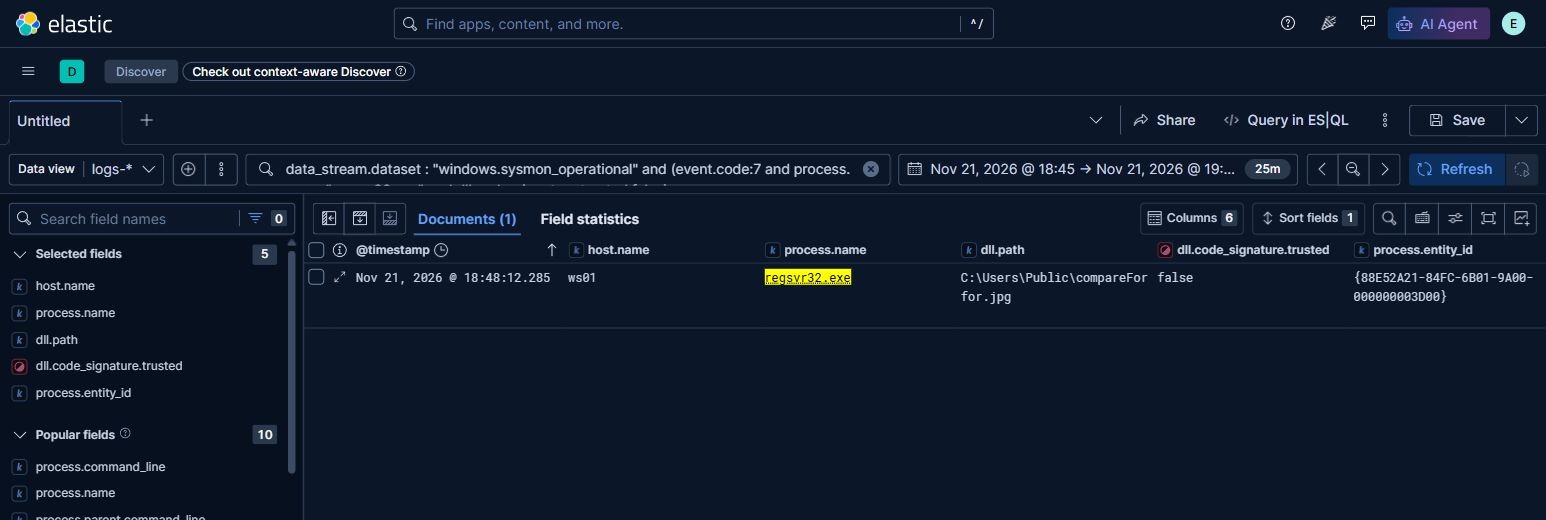 elastic
Find apps, content, and more.
^/
AI Agent
E
D
Discover
Check out context-aware Discover
Untitled
Share
Query in ES|QL
Save
Data view
logs-*
data_stream.dataset : "windows.sysmon_operational" and (event.code:7 and process.
Nov 21, 2026 @ 18:45 → Nov 21, 2026 @ 19:...
25m
Refresh
Search field names
0
Documents (1)
Field statistics
Columns 6
Sort fields 1
Selected fields 5
k host.name
k process.name
k dll.path
dll.code_signature.trusted
k process.entity_id
Popular fields 10
k process.command_line
k process.name
k process.parent.command_line
@timestamp
k host.name
k process.name
k dll.path
dll.code_signature.trusted
k process.entity_id
Nov 21, 2026 @ 18:48:12.285
ws01
regsvr32.exe
C:\Users\Public\compareFor
for.jpg
false
{88E52A21-84FC-6B01-9A00-
000000003D00}